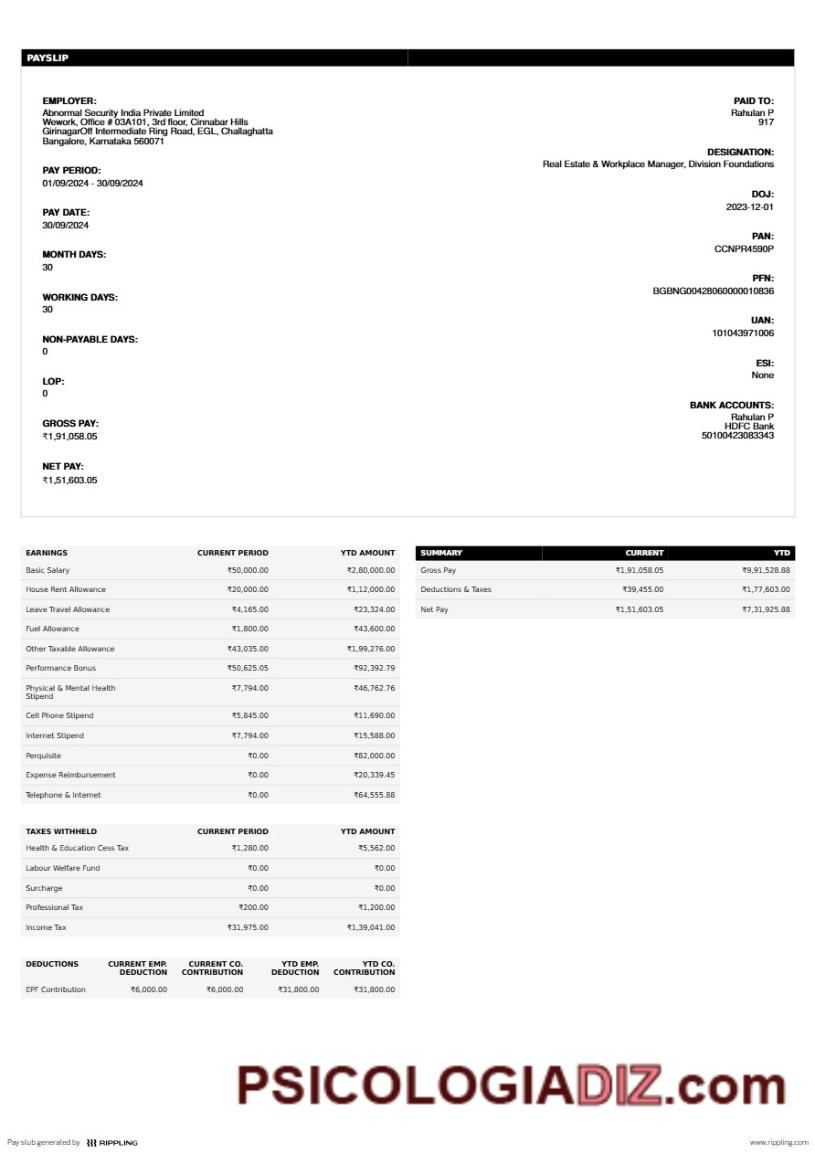 PAYSLIP
EMPLOYER:
Abnormal Security India Private Limited
Wework, Office # 03A101, 3rd floor, Cinnabar Hills
GirinagarOff Intermediate Ring Road, EGL, Challaghatta
Bangalore, Karnataka 560071
PAY PERIOD:
01/09/2024 - 30/09/2024
PAY DATE:
30/09/2024
MONTH DAYS:
30
WORKING DAYS:
30
NON-PAYABLE DAYS:
0
LOP:
0
GROSS PAY:
₹1,91,058.05
NET PAY:
₹1,51,603.05
PAID TO:
Rahulan P
917
DESIGNATION:
Real Estate & Workplace Manager, Division Foundations
DOJ:
2023-12-01
PAN:
CCNPR4590P
PFN:
BGBNG00428060000010836
UAN:
101043971006
ESI:
None
BANK ACCOUNTS:
Rahulan P
HDFC Bank
50100423083343
EARNINGS CURRENT PERIOD YTD AMOUNT
Basic Salary ₹50,000.00 ₹2,80,000.00
House Rent Allowance ₹20,000.00 ₹1,12,000.00
Leave Travel Allowance ₹4,165.00 ₹23,324.00
Fuel Allowance ₹1,800.00 ₹43,600.00
Other Taxable Allowance ₹43,035.00 ₹1,99,276.00
Performance Bonus ₹50,625.05 ₹92,392.79
Physical & Mental Health ₹7,794.00 ₹46,762.76
Stipend
Cell Phone Stipend ₹5,845.00 ₹11,690.00
Internet Stipend ₹7,794.00 ₹15,588.00
Perquisite ₹0.00 ₹82,000.00
Expense Reimbursement ₹0.00 ₹20,339.45
Telephone & Internet ₹0.00 ₹64,555.88
SUMMARY CURRENT YTD
Gross Pay ₹1,91,058.05 ₹9,91,528.88
Deductions & Taxes ₹39,455.00 ₹1,77,603.00
Net Pay ₹1,51,603.05 ₹7,31,925.88
TAXES WITHHELD CURRENT PERIOD YTD AMOUNT
Health & Education Cess Tax ₹1,280.00 ₹5,562.00
Labour Welfare Fund ₹0.00 ₹0.00
Surcharge ₹0.00 ₹0.00
Professional Tax ₹200.00 ₹1,200.00
Income Tax ₹31,975.00 ₹1,39,041.00
DEDUCTIONS CURRENT EMP. CURRENT CO. YTD EMP. YTD CO.
DEDUCTION CONTRIBUTION DEDUCTION CONTRIBUTION
EPF Contribution ₹6,000.00 ₹6,000.00 ₹31,800.00 ₹31,800.00
PSICOLOGIADIZ.com
Pay stub generated by RIPPLING www.rippling.com